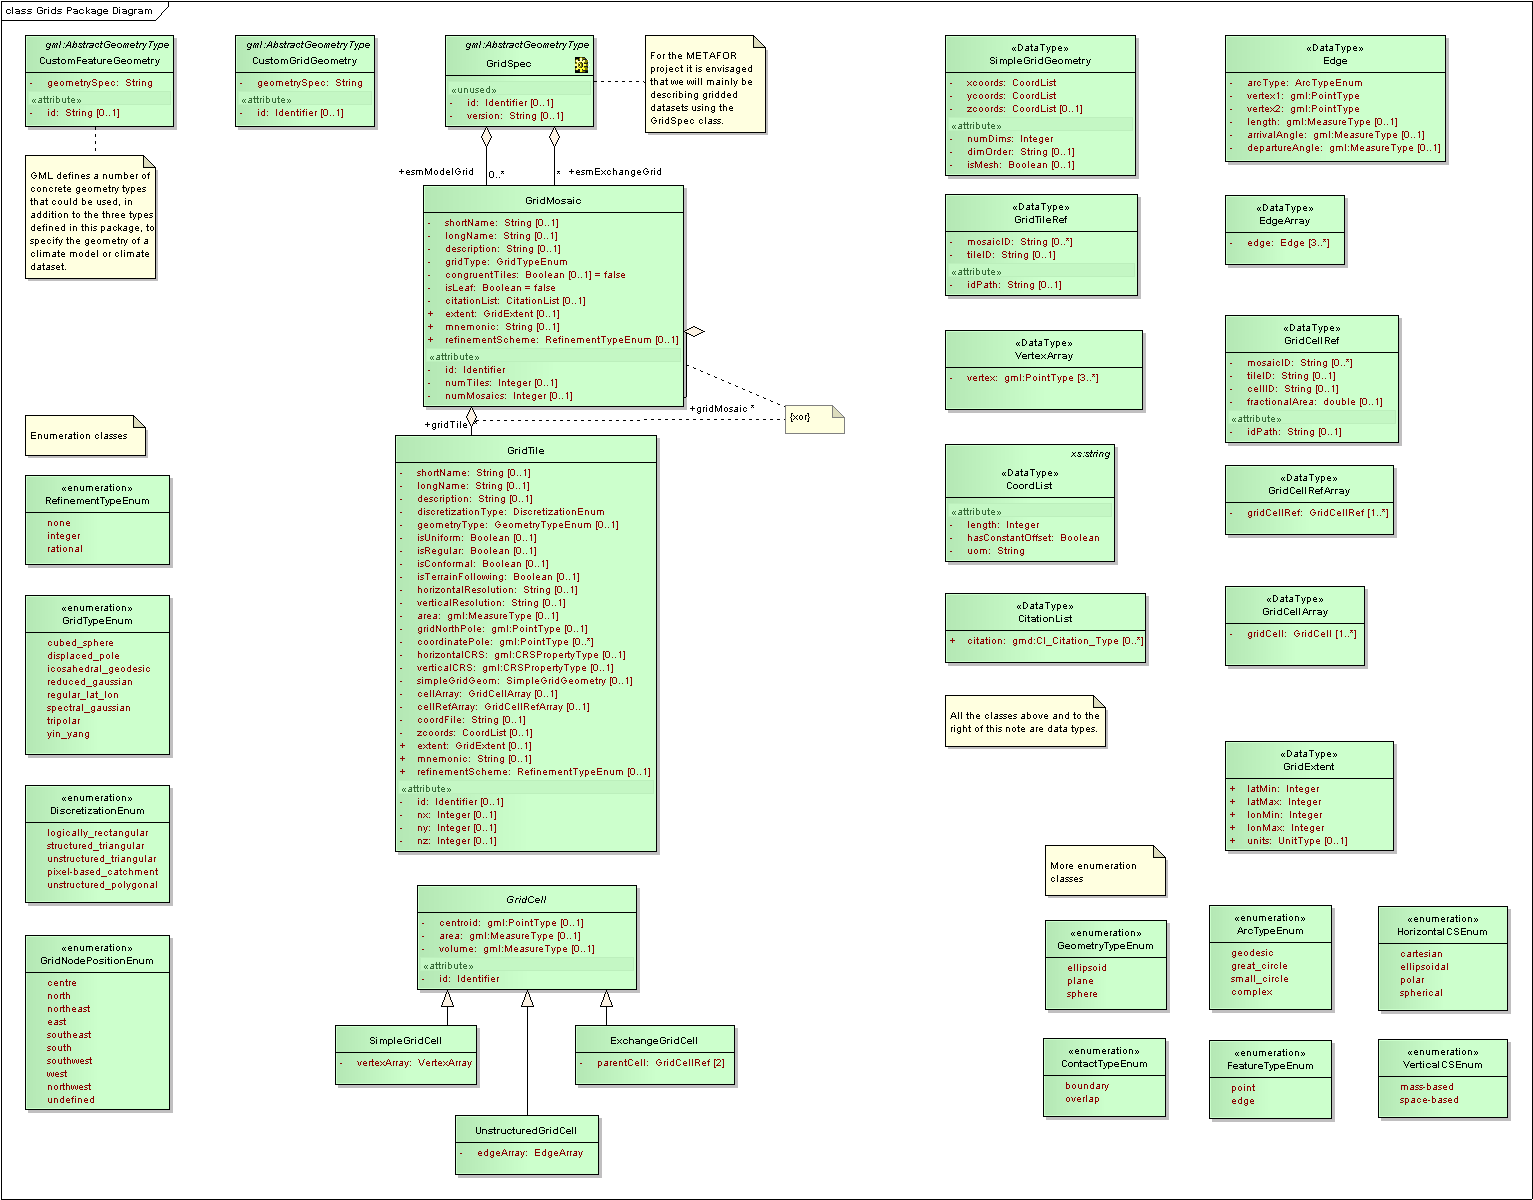 class Grids Package Diagram
gml:AbstractGeometryType
CustomFeatureGeometry
- geometrySpec: String
«attribute»
- id: String [0..1]
GML defines a number of
concrete geometry types
that could be used, in
addition to the three types
defined in this package, to
specify the geometry of a
climate model or climate
dataset.
gml:AbstractGeometryType
CustomGridGeometry
- geometrySpec: String
«attribute»
- id: Identifier [0..1]
gml:AbstractGeometryType
GridSpec
«unused»
- id: Identifier [0..1]
- version: String [0..1]
For the METAFOR
project it is envisaged
that we will mainly be
describing gridded
datasets using the
GridSpec class.
+esmModelGrid
0..*
*
+esmExchangeGrid
GridMosaic
- shortName: String [0..1]
- longName: String [0..1]
- description: String [0..1]
- gridType: GridTypeEnum
- congruentTiles: Boolean [0..1] = false
- isLeaf: Boolean = false
- citationList: CitationList [0..1]
+ extent: GridExtent [0..1]
+ mnemonic: String [0..1]
+ refinementScheme: RefinementTypeEnum [0..1]
«attribute»
- id: Identifier
- numTiles: Integer [0..1]
- numMosaics: Integer [0..1]
+gridMosaic *
{xor}
+gridTile *
GridTile
- shortName: String [0..1]
- longName: String [0..1]
- description: String [0..1]
- discretizationType: DiscretizationEnum
- geometryType: GeometryTypeEnum [0..1]
- isUniform: Boolean [0..1]
- isRegular: Boolean [0..1]
- isConformal: Boolean [0..1]
- isTerrainFollowing: Boolean [0..1]
- horizontalResolution: String [0..1]
- verticalResolution: String [0..1]
- area: gml:MeasureType [0..1]
- gridNorthPole: gml:PointType [0..1]
- coordinatePole: gml:PointType [0..*]
- horizontalCRS: gml:CRSPropertyType [0..1]
- verticalCRS: gml:CRSPropertyType [0..1]
- simpleGridGeom: SimpleGridGeometry [0..1]
- cellArray: GridCellArray [0..1]
- cellRefArray: GridCellRefArray [0..1]
- coordFile: String [0..1]
- zcoords: CoordList [0..1]
+ extent: GridExtent [0..1]
+ mnemonic: String [0..1]
+ refinementScheme: RefinementTypeEnum [0..1]
«attribute»
- id: Identifier [0..1]
- nx: Integer [0..1]
- ny: Integer [0..1]
- nz: Integer [0..1]
GridCell
- centroid: gml:PointType [0..1]
- area: gml:MeasureType [0..1]
- volume: gml:MeasureType [0..1]
«attribute»
- id: Identifier
SimpleGridCell
- vertexArray: VertexArray
ExchangeGridCell
- parentCell: GridCellRef [2]
UnstructuredGridCell
- edgeArray: EdgeArray
Enumeration classes
«enumeration»
RefinementTypeEnum
none
integer
rational
«enumeration»
GridTypeEnum
cubed_sphere
displaced_pole
icosahedral_geodesic
reduced_gaussian
regular_lat_lon
spectral_gaussian
tripolar
yin_yang
«enumeration»
DiscretizationEnum
logically_rectangular
structured_triangular
unstructured_triangular
pixel-based_catchment
unstructured_polygonal
«enumeration»
GridNodePositionEnum
centre
north
northeast
east
southeast
south
southwest
west
northwest
undefined
«DataType»
SimpleGridGeometry
- xcoords: CoordList
- ycoords: CoordList
- zcoords: CoordList [0..1]
«attribute»
- numDims: Integer
- dimOrder: String [0..1]
- isMesh: Boolean [0..1]
«DataType»
GridTileRef
- mosaicID: String [0..*]
- tileID: String [0..1]
«attribute»
- idPath: String [0..1]
«DataType»
VertexArray
- vertex: gml:PointType [3..*]
xs:string
«DataType»
CoordList
«attribute»
- length: Integer
- hasConstantOffset: Boolean
- uom: String
«DataType»
CitationList
+ citation: gmd:CI_Citation_Type [0..*]
All the classes above and to the
right of this note are data types.
«DataType»
Edge
- arcType: ArcTypeEnum
- vertex1: gml:PointType
- vertex2: gml:PointType
- length: gml:MeasureType [0..1]
- arrivalAngle: gml:MeasureType [0..1]
- departureAngle: gml:MeasureType [0..1]
«DataType»
EdgeArray
- edge: Edge [3..*]
«DataType»
GridCellRef
- mosaicID: String [0..*]
- tileID: String [0..1]
- cellID: String [0..1]
- fractionalArea: double [0..1]
«attribute»
- idPath: String [0..1]
«DataType»
GridCellRefArray
- gridCellRef: GridCellRef [1..*]
«DataType»
GridCellArray
- gridCell: GridCell [1..*]
«DataType»
GridExtent
+ latMin: Integer
+ latMax: Integer
+ lonMin: Integer
+ lonMax: Integer
+ units: UnitType [0..1]
More enumeration
classes
«enumeration»
GeometryTypeEnum
ellipsoid
plane
sphere
«enumeration»
ArcTypeEnum
geodesic
great_circle
small_circle
complex
«enumeration»
HorizontalCSEnum
cartesian
ellipsoidal
polar
spherical
«enumeration»
ContactTypeEnum
boundary
overlap
«enumeration»
FeatureTypeEnum
point
edge
«enumeration»
VerticalCSEnum
mass-based
space-based